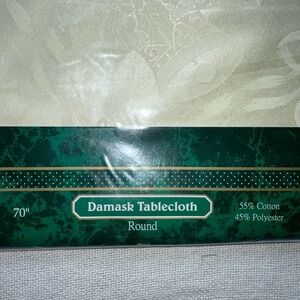 Damask Tablecloth
70"
Round
55% Cotton
45% Polyester